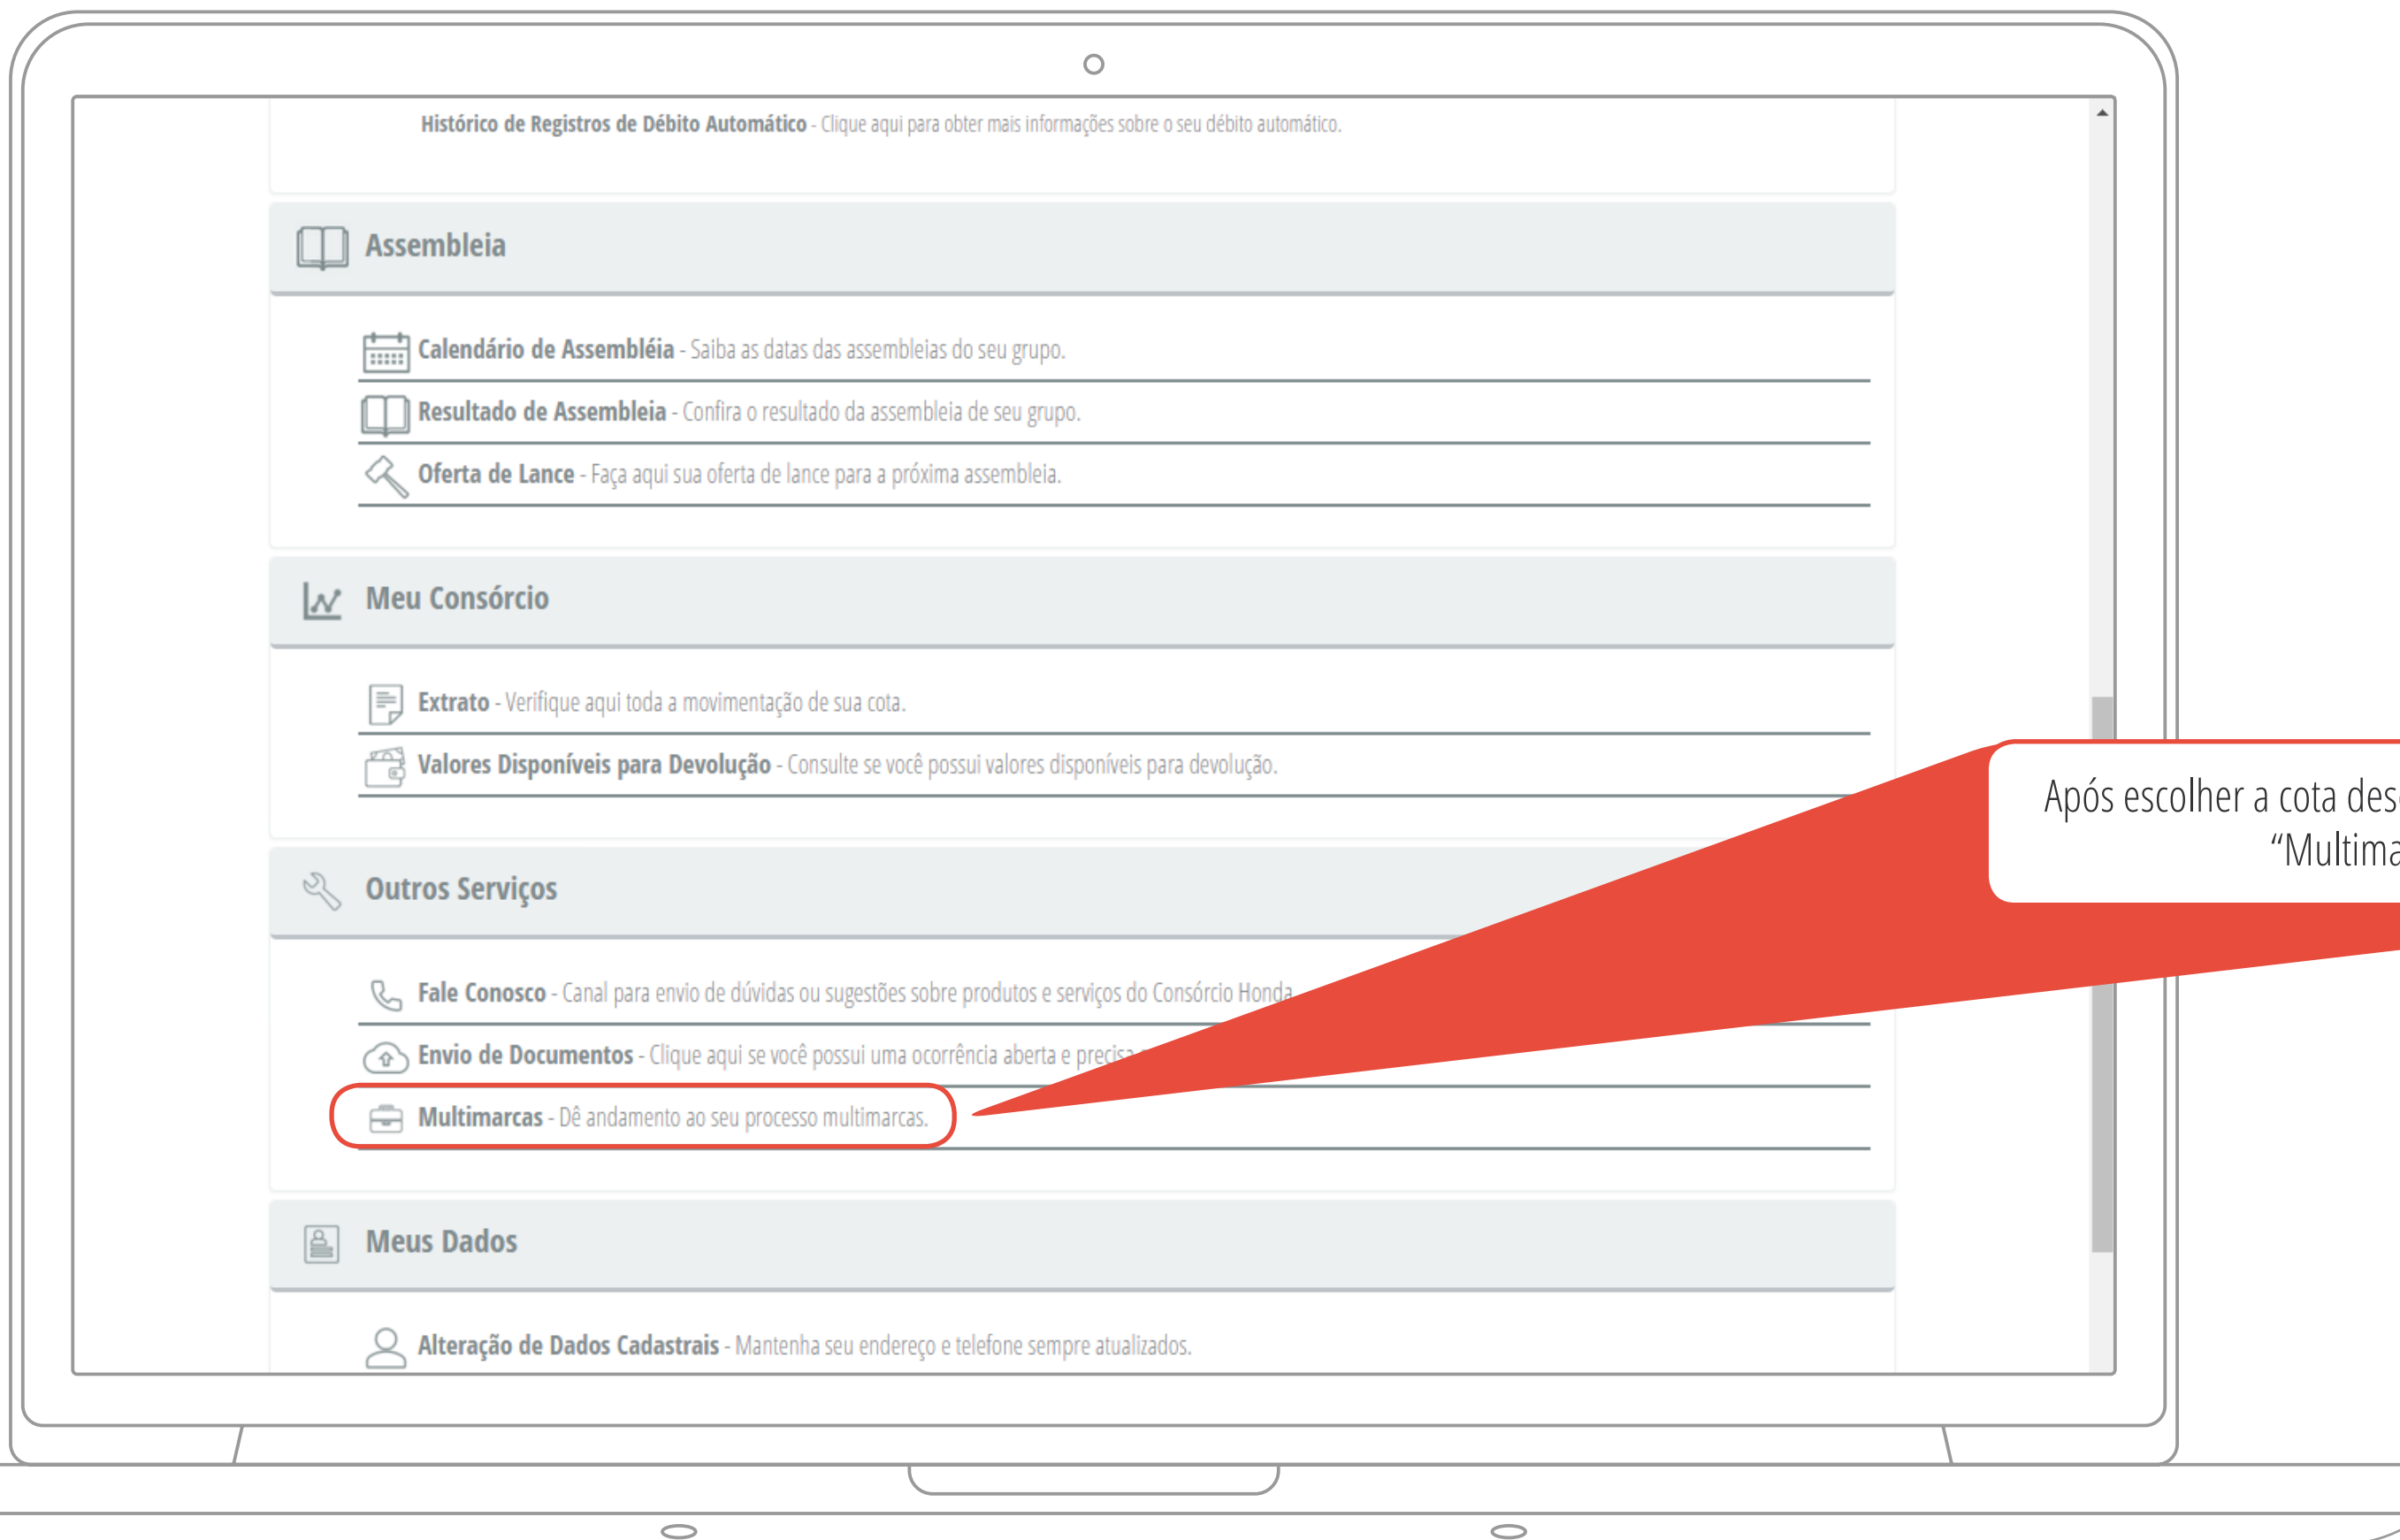 Histórico de Registros de Débito Automático - Clique aqui para obter mais informações sobre o seu débito automático.
Assembleia
Calendário de Assembléia - Saiba as datas das assembleias do seu grupo.
Resultado de Assembleia - Confira o resultado da assembleia de seu grupo.
Oferta de Lance - Faça aqui sua oferta de lance para a próxima assembleia.
Meu Consórcio
Extrato - Verifique aqui toda a movimentação de sua cota.
Valores Disponíveis para Devolução - Consulte se você possui valores disponíveis para devolução.
Após escolher a cota
Outros Serviços
Fale Conosco - Canal para envio de dúvidas ou sugestões sobre produtos e serviços do Consórcio Honda
Envio de Documentos - Clique aqui se você possui uma ocorrência aberta e precisa
Multimarcas - Dê andamento ao seu processo multimarcas.
Meus Dados
Alteração de Dados Cadastrais - Mantenha seu endereço e telefone sempre atualizados.